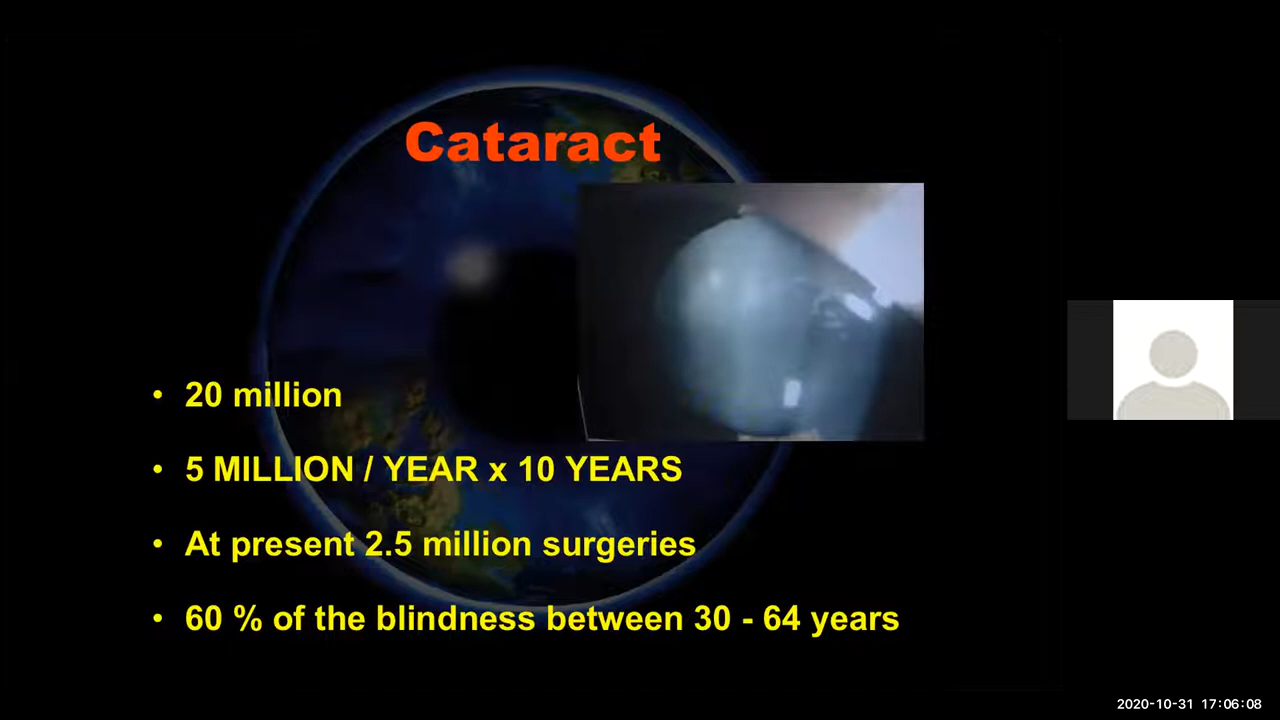 Cataract
• 20 million
• 5 MILLION / YEAR x 10 YEARS
• At present 2.5 million surgeries
• 60 % of the blindness between 30 - 64 years
2020-10-31 17:06:08